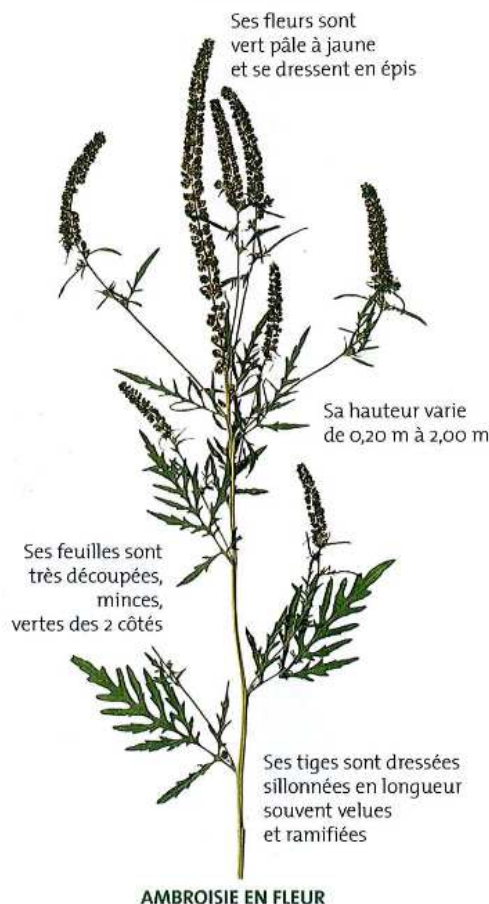 Ses fleurs sont
vert pâle à jaune
et se dressent en épis
Sa hauteur varie
de 0,20 m à 2,00 m
Ses feuilles sont
très découpées,
minces,
vertes des 2 côtés
Ses tiges sont dressées
sillonnées en longueur
souvent velues
et ramifiées
AMBROISIE EN FLEUR